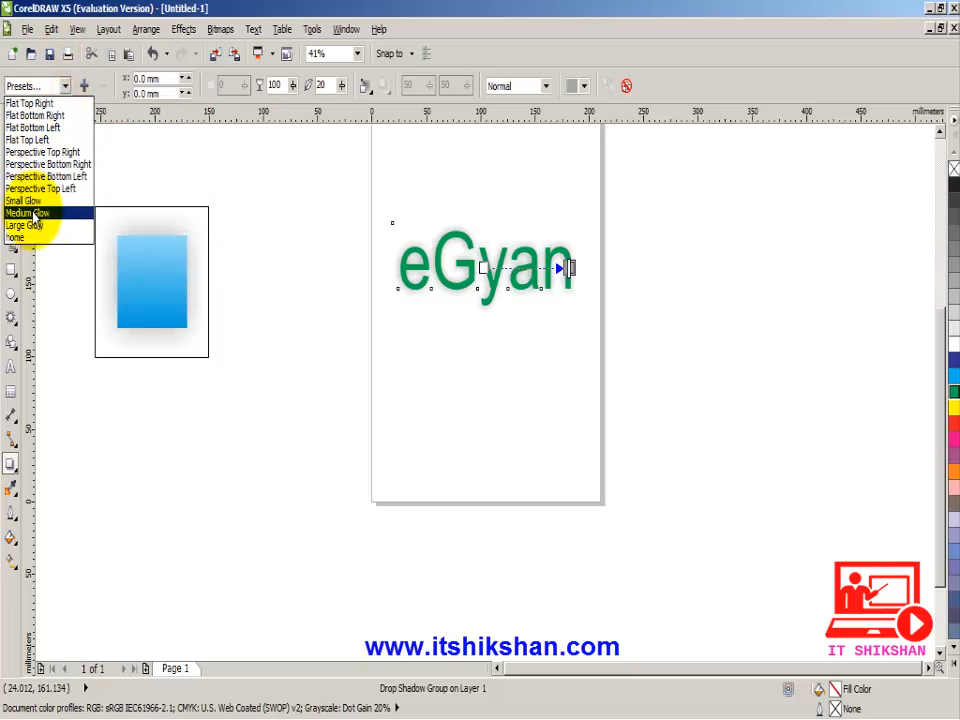 CorelDRAW X5 (Evaluation Version) - [Untitled-1]
File Edit View Layout Arrange Effects Bitmaps Text Table Tools Window Help
41% Snap to
Presets... x: 0.0 mm y: 0.0 mm 0 100 20 50 50 Normal
Flat Top Right
Flat Bottom Right
Flat Bottom Left
Flat Top Left
Perspective Top Right
Perspective Bottom Right
Perspective Bottom Left
Perspective Top Left
Small Glow
Medium Glow
Large Glow
home
250 200 150 0 50 100 150 200 250 300 350 400 450 millimeters
eGyan
150
100
50
0
50
millimeters
www.itshikshan.com
IT SHIKSHAN
1 of 1 Page 1
(24.012, 161.134) Drop Shadow Group on Layer 1 Fill Color
Document color profiles: RGB: sRGB IEC61966-2.1; CMYK: U.S. Web Coated (SWOP) v2; Grayscale: Dot Gain 20% None